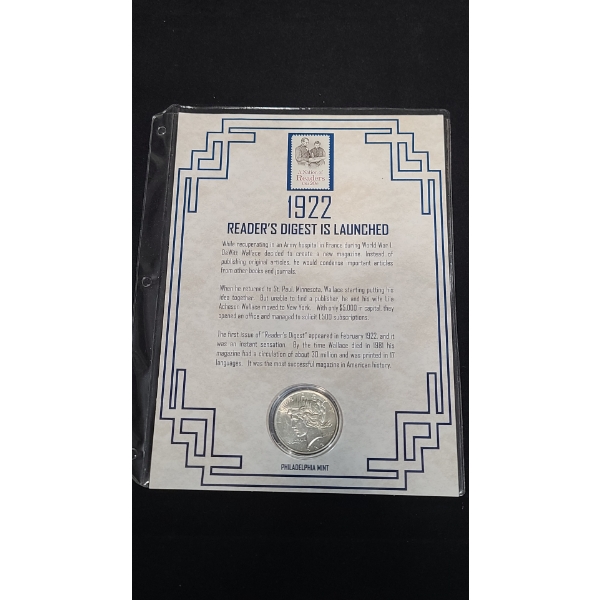 A Nation of
Readers
USA 20c
1922
READER'S DIGEST IS LAUNCHED
While recuperating in an Army hospital in France during World War I,
DeWitt Wallace decided to create a new magazine. Instead of
publishing original articles, he would condense important articles
from other books and journals.
When he returned to St. Paul, Minnesota, Wallace starting putting his
idea together. But unable to find a publisher, he and his wife Lila
Acheson Wallace moved to New York. With only $5,000 in capital, they
opened an office and managed to solicit 1,500 subscriptions.
The first issue of "Reader's Digest" appeared in February 1922, and it
was an instant sensation. By the time Wallace died in 1981 his
magazine had a circulation of about 30 million and was printed in 17
languages. It was the most successful magazine in American history.
PHILADELPHIA MINT